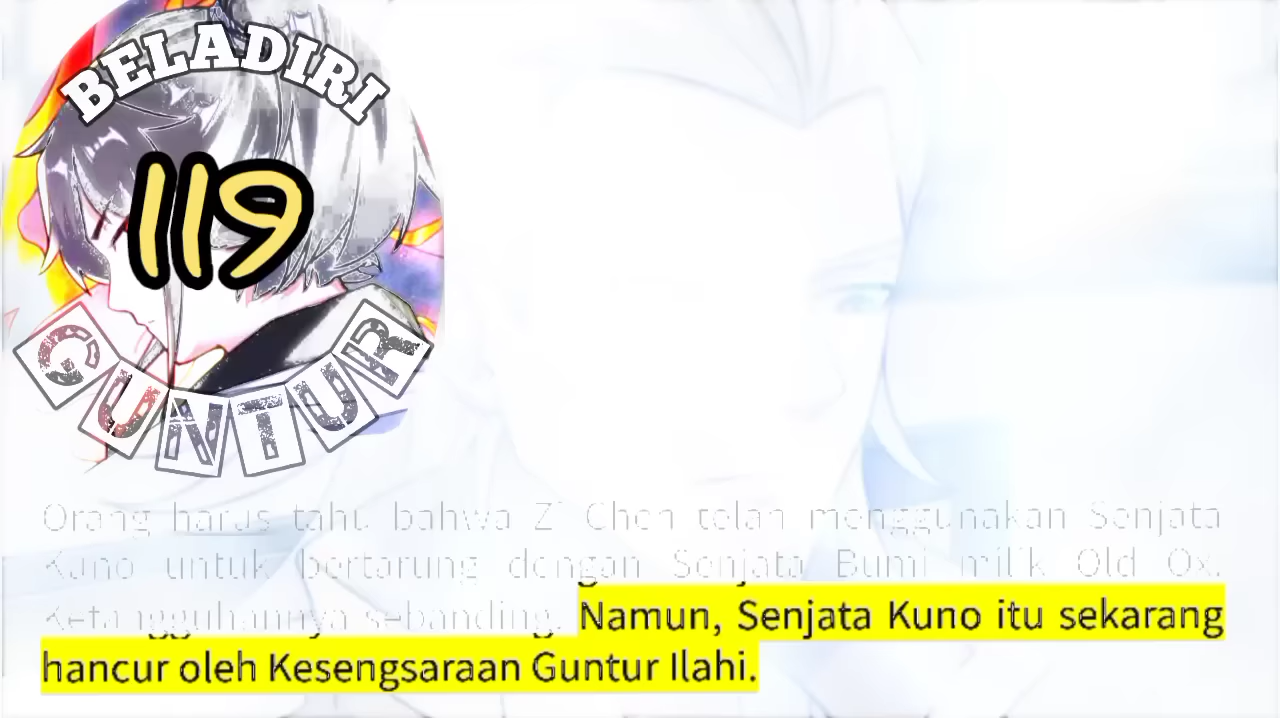 BELADIRI
119
GUNTUR
Orang harus tahu bahwa Zi Chen telah menggunakan Senjata
Kuno untuk bertarung dengan Senjata Bumi milik Old Ox.
Ketangguhannya sebanding. Namun, Senjata Kuno itu sekarang
hancur oleh Kesengsaraan Guntur Ilahi.